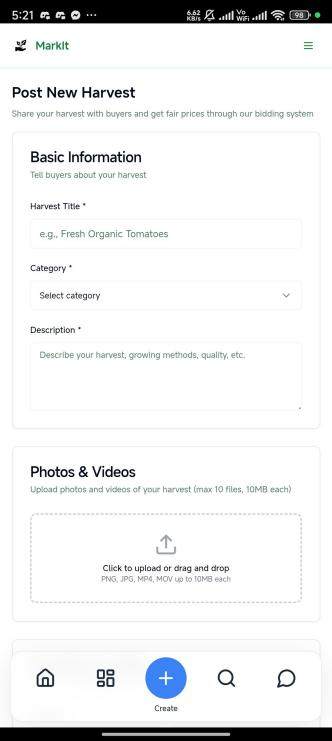 5:21
6.62 KB/s
Vo WiFi
98
MarkIt
Post New Harvest
Share your harvest with buyers and get fair prices through our bidding system
Basic Information
Tell buyers about your harvest
Harvest Title *
e.g., Fresh Organic Tomatoes
Category *
Select category
Description *
Describe your harvest, growing methods, quality, etc.
Photos & Videos
Upload photos and videos of your harvest (max 10 files, 10MB each)
Click to upload or drag and drop
PNG, JPG, MP4, MOV up to 10MB each
Create